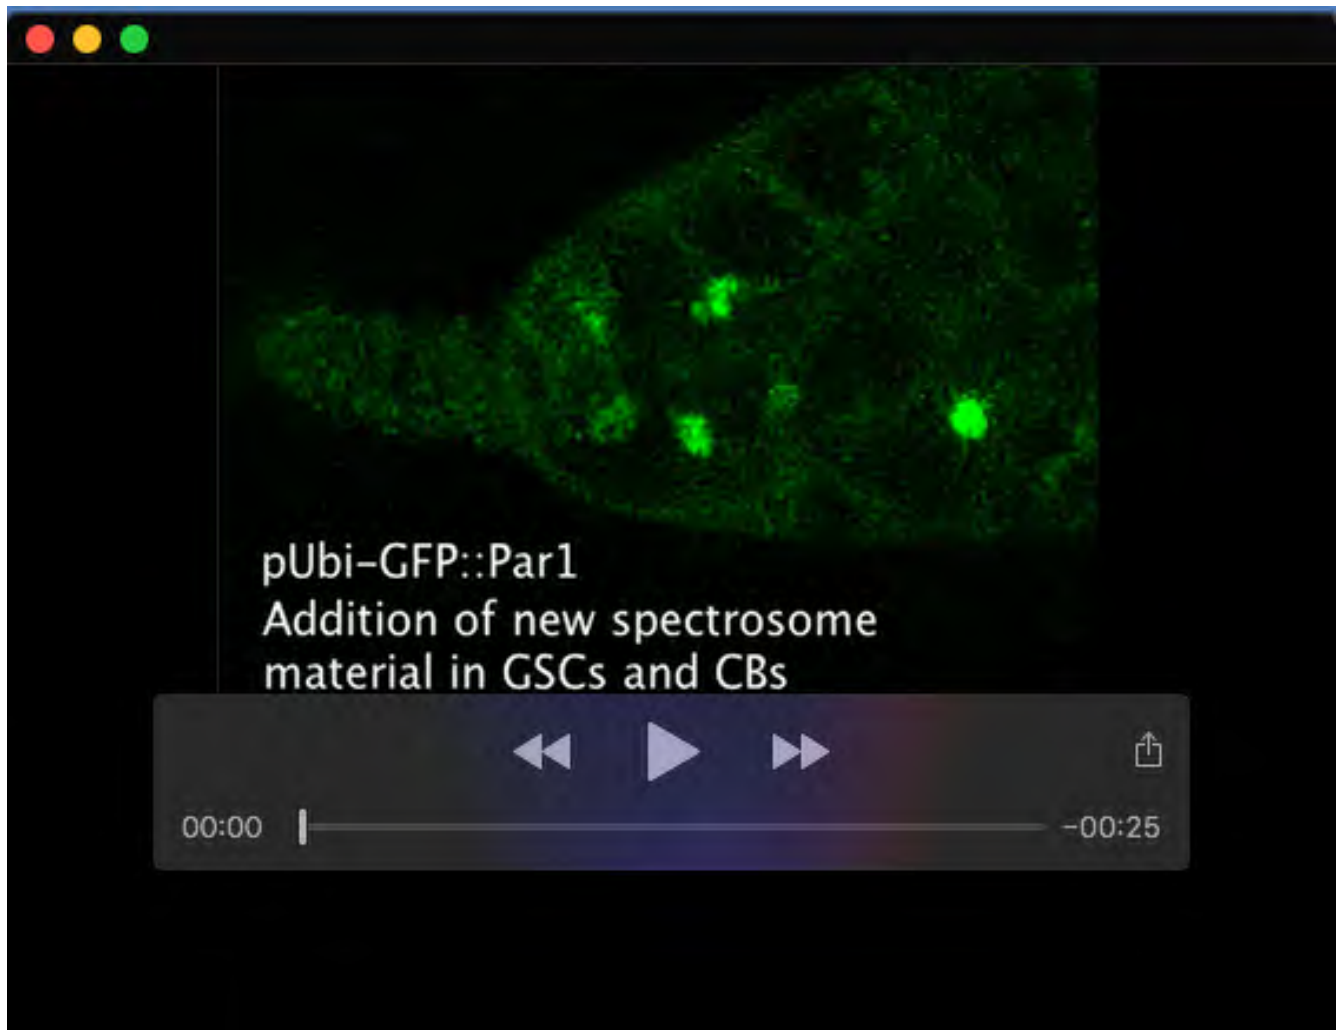 pUbi-GFP::Par1
Addition of new spectrosome
material in GSCs and CBs
00:00 -00:25